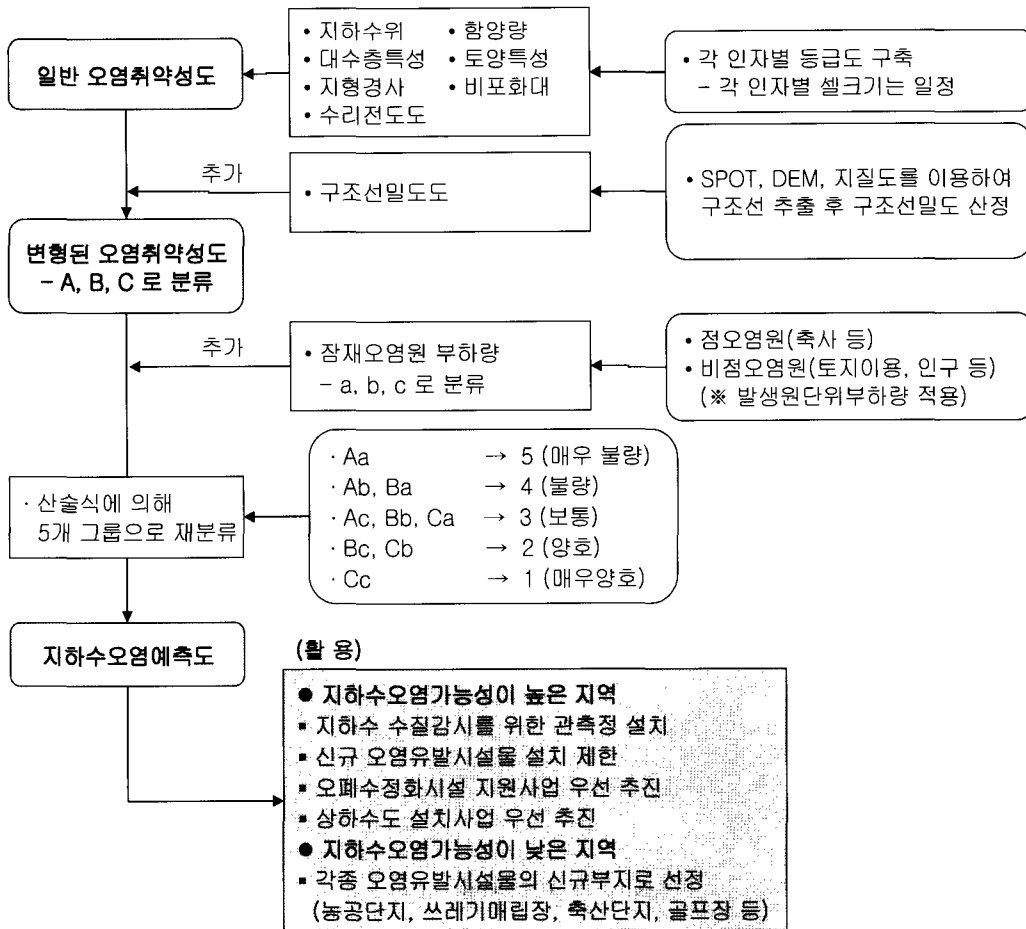 일반 오염취약성도
• 지하수위 • 함양량
• 대수층특성 • 토양특성
• 지형경사 • 비포화대
• 수리전도도
• 각 인자별 등급도 구축
– 각 인자별 셀크기는 일정
추가
• 구조선밀도도
• SPOT, DEM, 지질도를 이용하여
구조선 추출 후 구조선밀도 산정
변형된 오염취약성도
– A, B, C 로 분류
추가
• 잠재오염원 부하량
– a, b, c 로 분류
• 점오염원(축사 등)
• 비점오염원(토지이용, 인구 등)
(※ 발생원단위부하량 적용)
· 산술식에 의해
5개 그룹으로 재분류
· Aa → 5 (매우 불량)
· Ab, Ba → 4 (불량)
· Ac, Bb, Ca → 3 (보통)
· Bc, Cb → 2 (양호)
· Cc → 1 (매우양호)
지하수오염예측도
(활 용)
● 지하수오염가능성이 높은 지역
▪ 지하수 수질감시를 위한 관측정 설치
▪ 신규 오염유발시설물 설치 제한
▪ 오폐수정화시설 지원사업 우선 추진
▪ 상하수도 설치사업 우선 추진
● 지하수오염가능성이 낮은 지역
▪ 각종 오염유발시설물의 신규부지로 선정
(농공단지, 쓰레기매립장, 축산단지, 골프장 등)